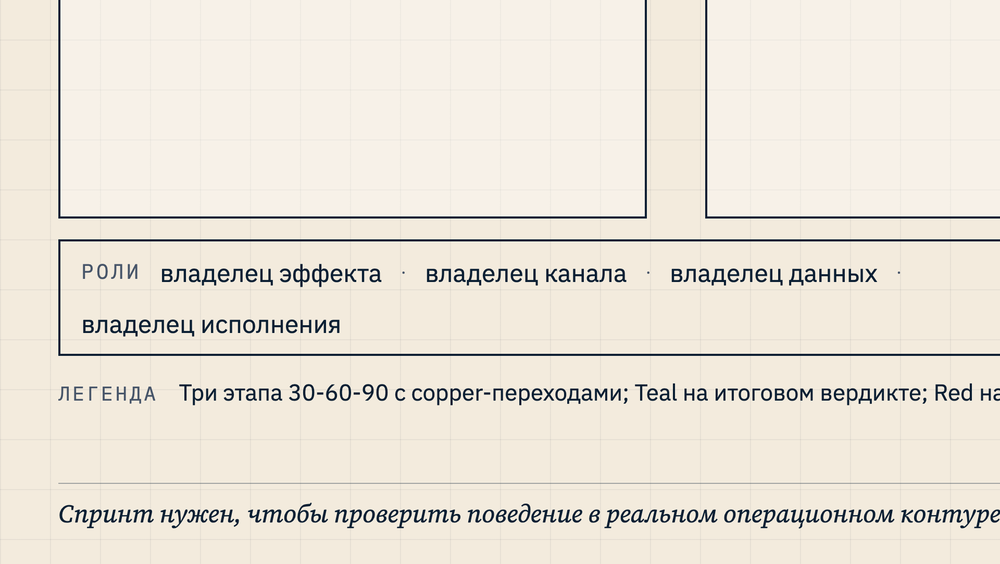 РОЛИ владелец эффекта · владелец канала · владелец данных ·
владелец исполнения
ЛЕГЕНДА Три этапа 30-60-90 с copper-переходами; Teal на итоговом вердикте; Red на
Спринт нужен, чтобы проверить поведение в реальном операционном контуре